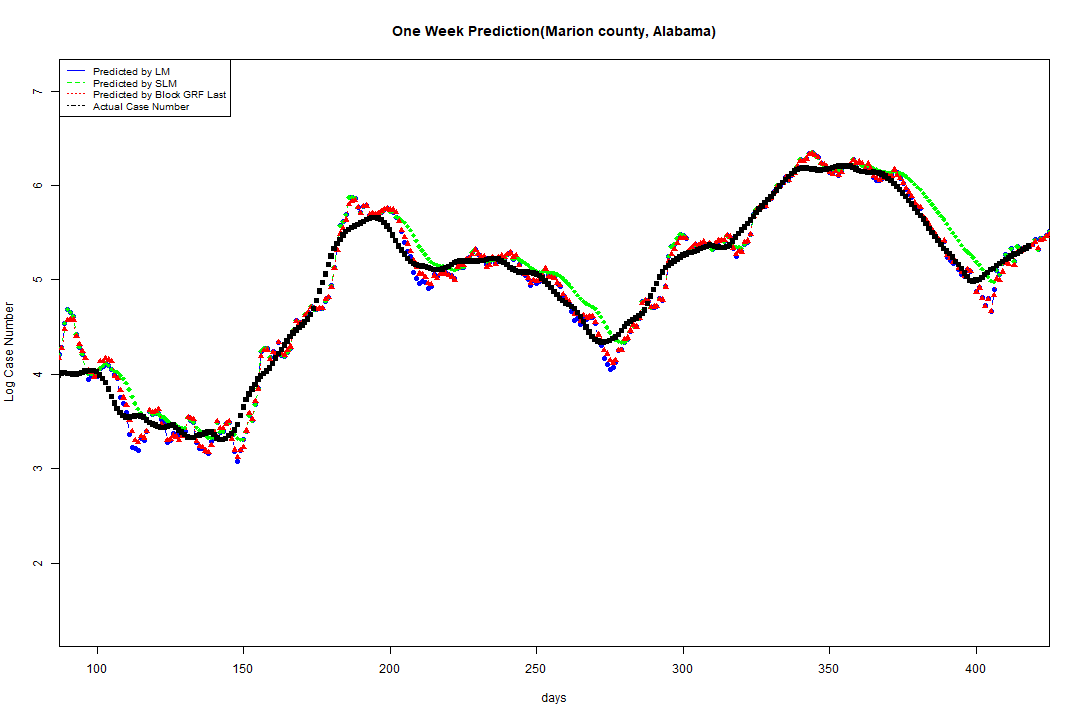 One Week Prediction(Marion county, Alabama)
Predicted by LM
Predicted by SLM
Predicted by Block GRF Last
Actual Case Number
7
6
5
4
3
2
Log Case Number
100 150 200 250 300 350 400
days